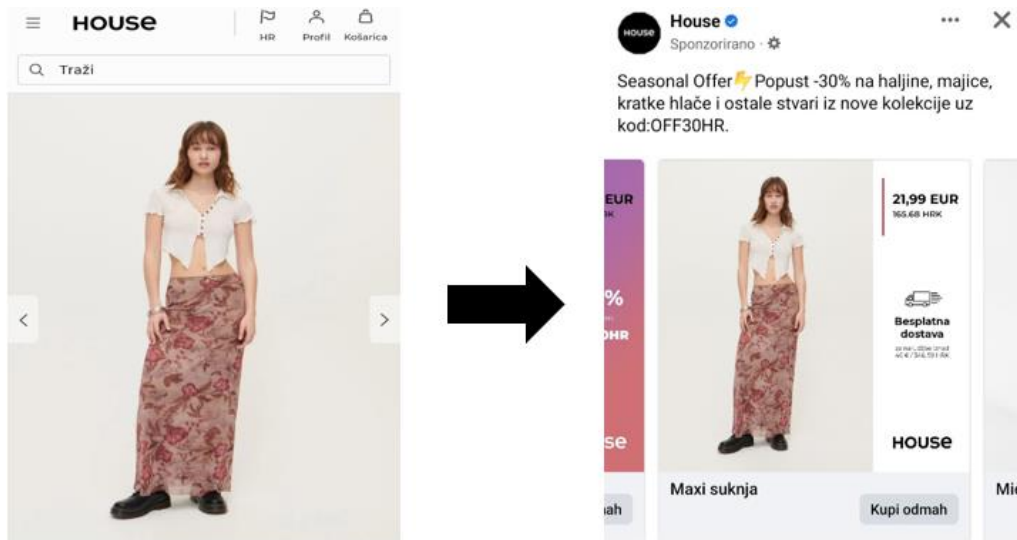 HOUSE
HR
Profil
Košarica
Traži
House
Sponzorirano
HOUSE
Seasonal Offer⚡Popust -30% na haljine, majice,
kratke hlače i ostale stvari iz nove kolekcije uz
kod:OFF30HR.
EUR
%
OHR
se
ah
21,99 EUR
165.68 HRK
Besplatna
dostava
HOUSE
Maxi suknja
Kupi odmah
Mi